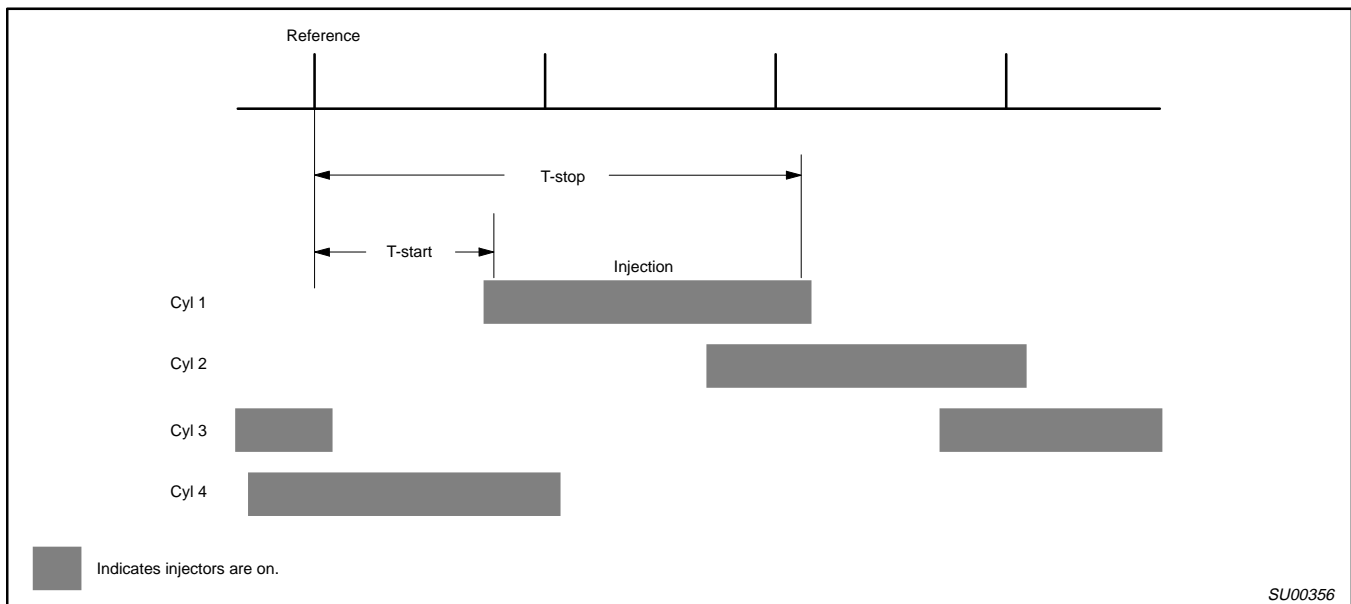 Reference
T-stop
T-start
Injection
Cyl 1
Cyl 2
Cyl 3
Cyl 4
Indicates injectors are on.
SU00356